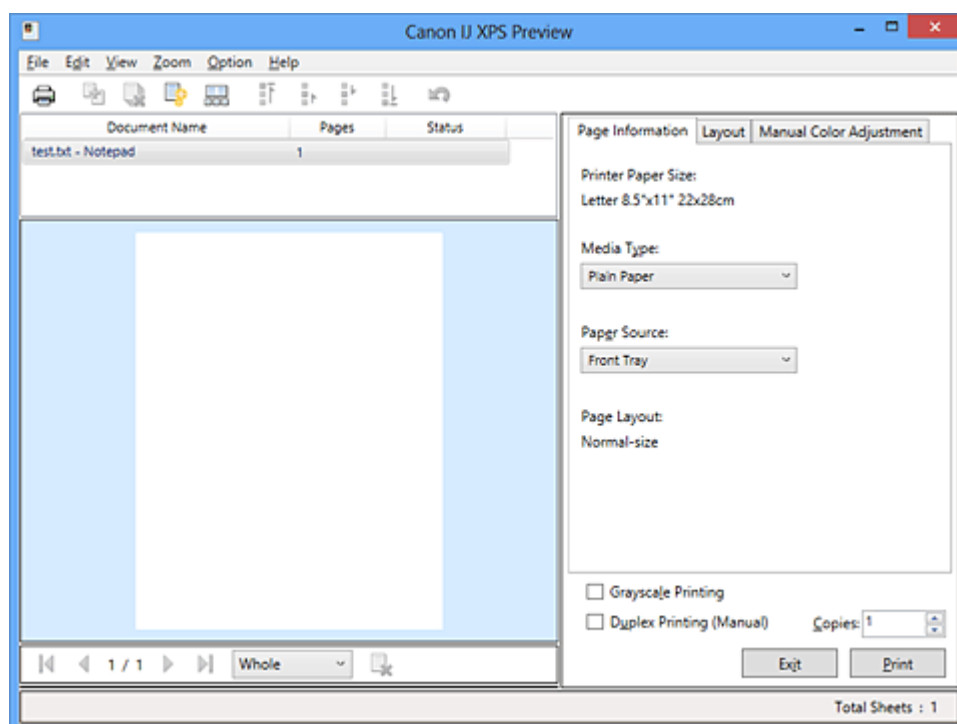 Canon IJ XPS Preview
File Edit View Zoom Option Help
Document Name Pages Status
test.txt - Notepad 1
Page Information Layout Manual Color Adjustment
Printer Paper Size:
Letter 8.5"x11" 22x28cm
Media Type:
Plain Paper
Paper Source:
Front Tray
Page Layout:
Normal-size
Grayscale Printing
Duplex Printing (Manual) Copies: 1
1 / 1 Whole
Exit Print
Total Sheets : 1